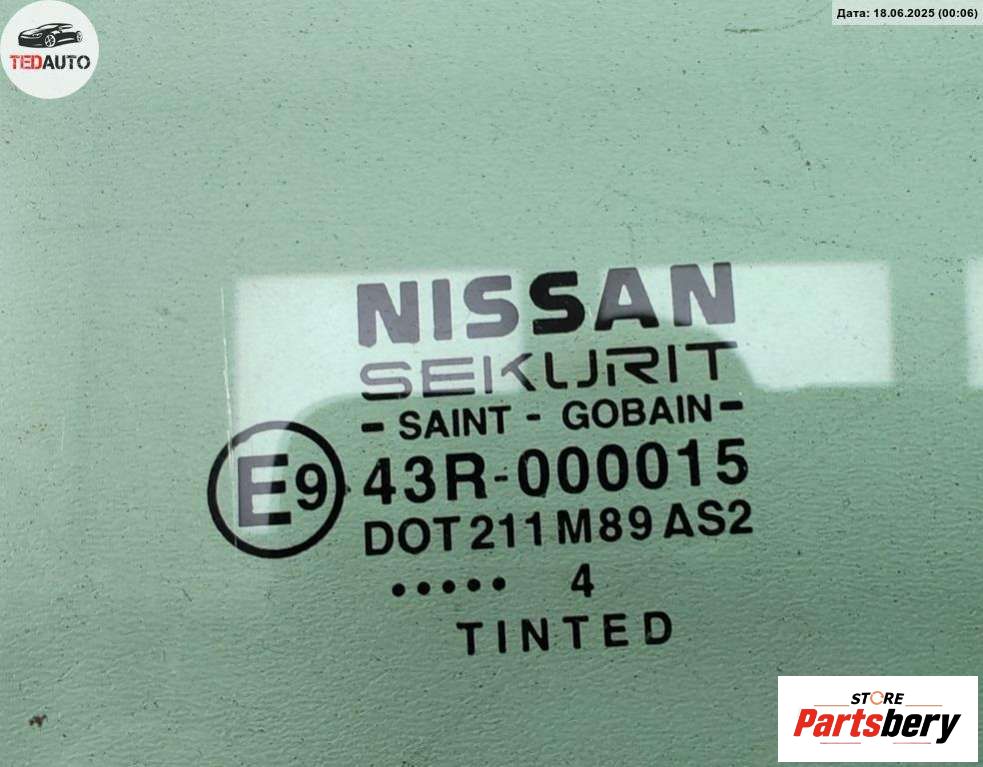 Дата: 18.06.2025 (00:06)
TEDAUTO
NISSAN
SEKURIT
- SAINT - GOBAIN -
E9 43R-000015
DOT 211 M89 AS2
..... 4
TINTED
STORE
Partsbery